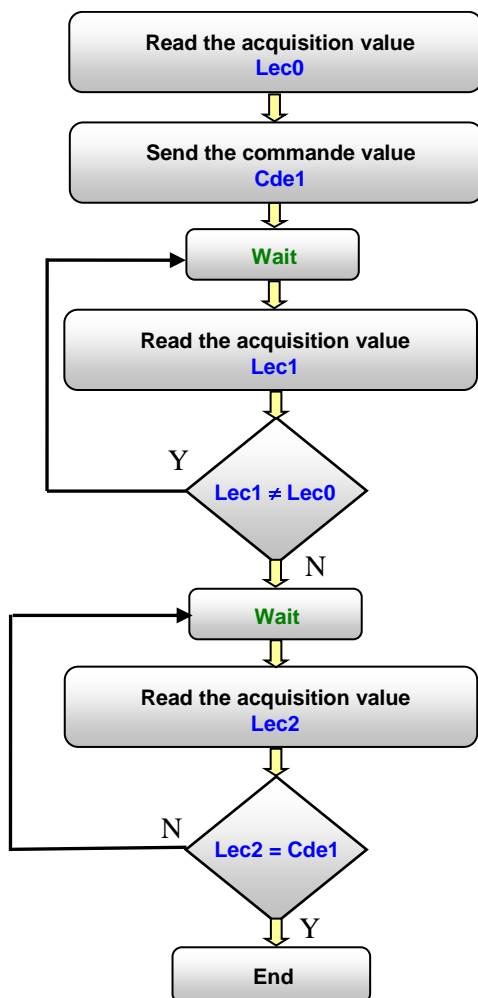 Read the acquisition value
Lec0
Send the commande value
Cde1
Wait
Read the acquisition value
Lec1
Y
Lec1 ≠ Lec0
N
Wait
Read the acquisition value
Lec2
N
Lec2 = Cde1
Y
End